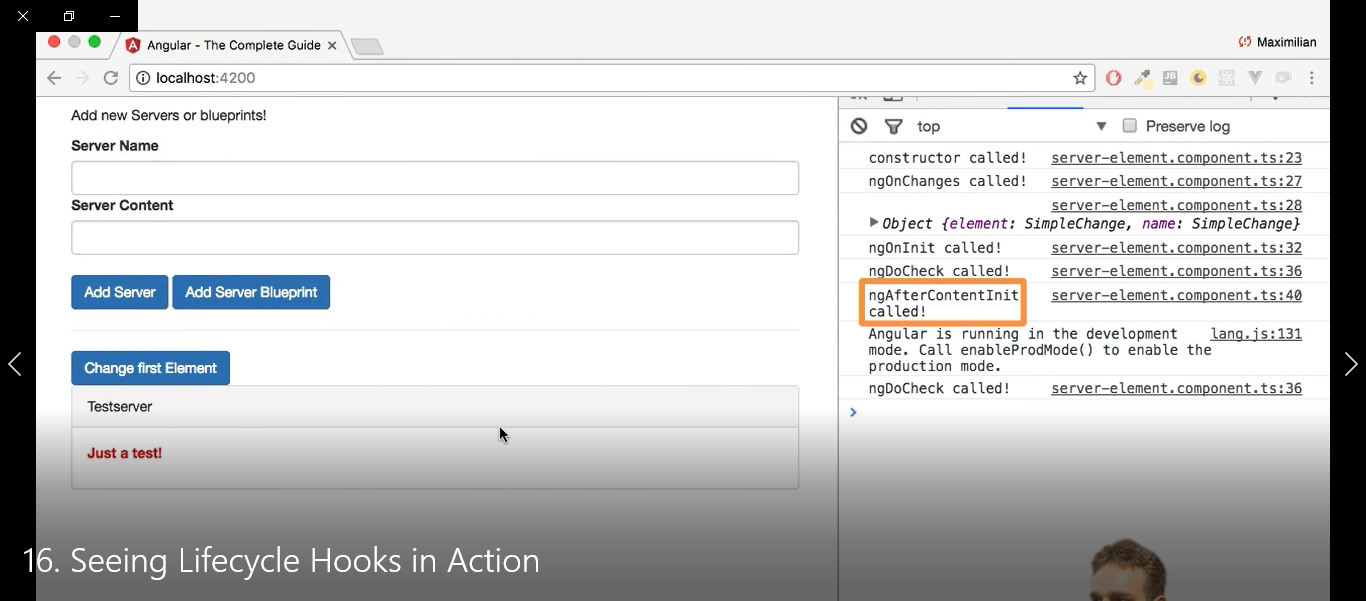 Angular - The Complete Guide
Maximilian
localhost:4200
Add new Servers or blueprints!
Server Name
Server Content
Add Server
Add Server Blueprint
Change first Element
Testserver
Just a test!
top
Preserve log
constructor called! server-element.component.ts:23
ngOnChanges called! server-element.component.ts:27
server-element.component.ts:28
Object {element: SimpleChange, name: SimpleChange}
ngOnInit called! server-element.component.ts:32
ngDoCheck called! server-element.component.ts:36
ngAfterContentInit server-element.component.ts:40
called!
Angular is running in the development lang.js:131
mode. Call enableProdMode() to enable the
production mode.
ngDoCheck called! server-element.component.ts:36
16. Seeing Lifecycle Hooks in Action